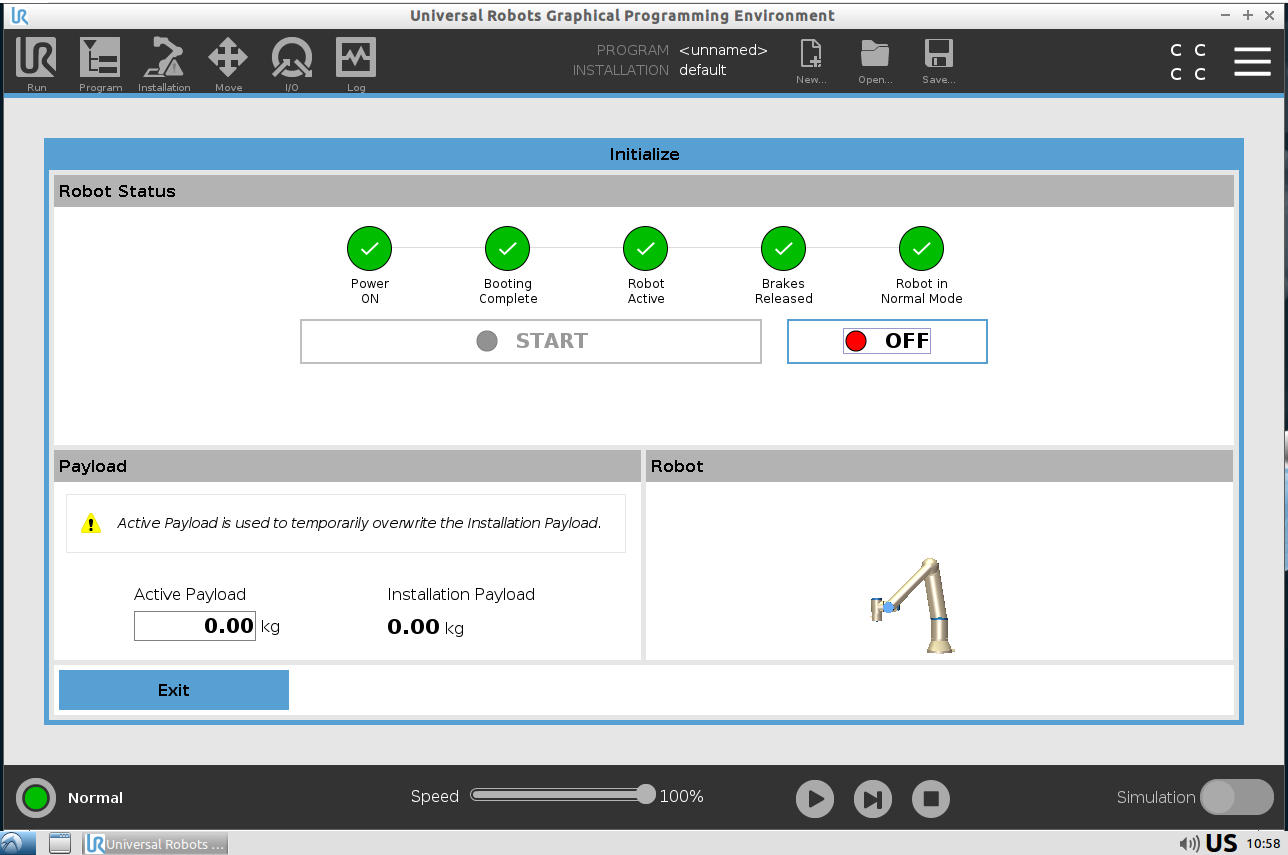 UR
Universal Robots Graphical Programming Environment
UR
Run
Program
Installation
Move
I/O
Log
PROGRAM <unnamed>
INSTALLATION default
New...
Open...
Save...
C C
C C
Initialize
Robot Status
Power
ON
Booting
Complete
Robot
Active
Brakes
Released
Robot in
Normal Mode
START
OFF
Payload
Robot
Active Payload is used to temporarily overwrite the Installation Payload.
Active Payload
Installation Payload
0.00 kg
0.00 kg
Exit
Normal
Speed
100%
Simulation
UR Universal Robots ...
US 10:58